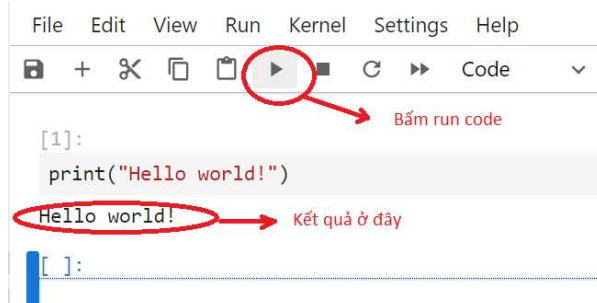 File Edit View Run Kernel Settings Help
Code
Bấm run code
[1]:
print("Hello world!")
Hello world!
Kết quả ở đây
[ ]: